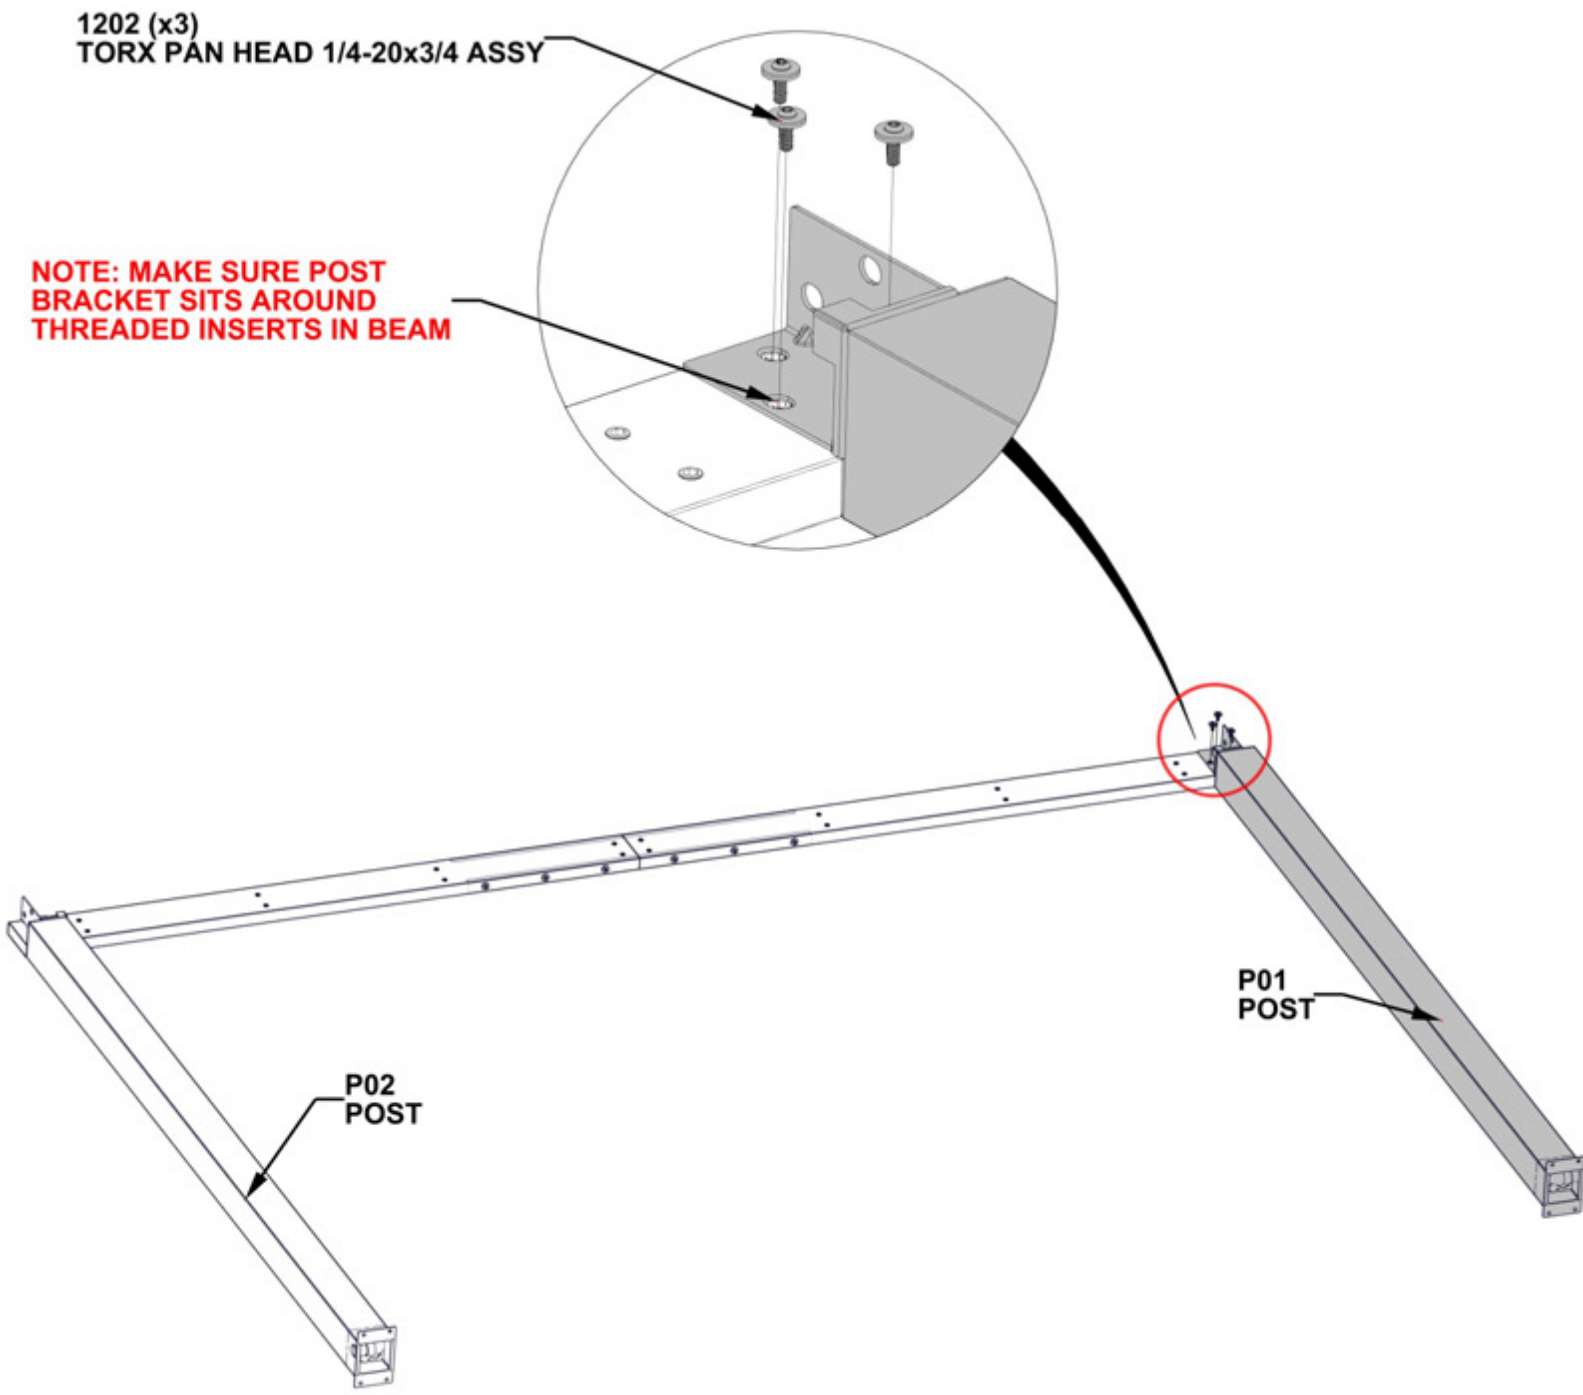 1202 (x3)
TORX PAN HEAD 1/4-20x3/4 ASSY
NOTE: MAKE SURE POST
BRACKET SITS AROUND
THREADED INSERTS IN BEAM
P01
POST
P02
POST